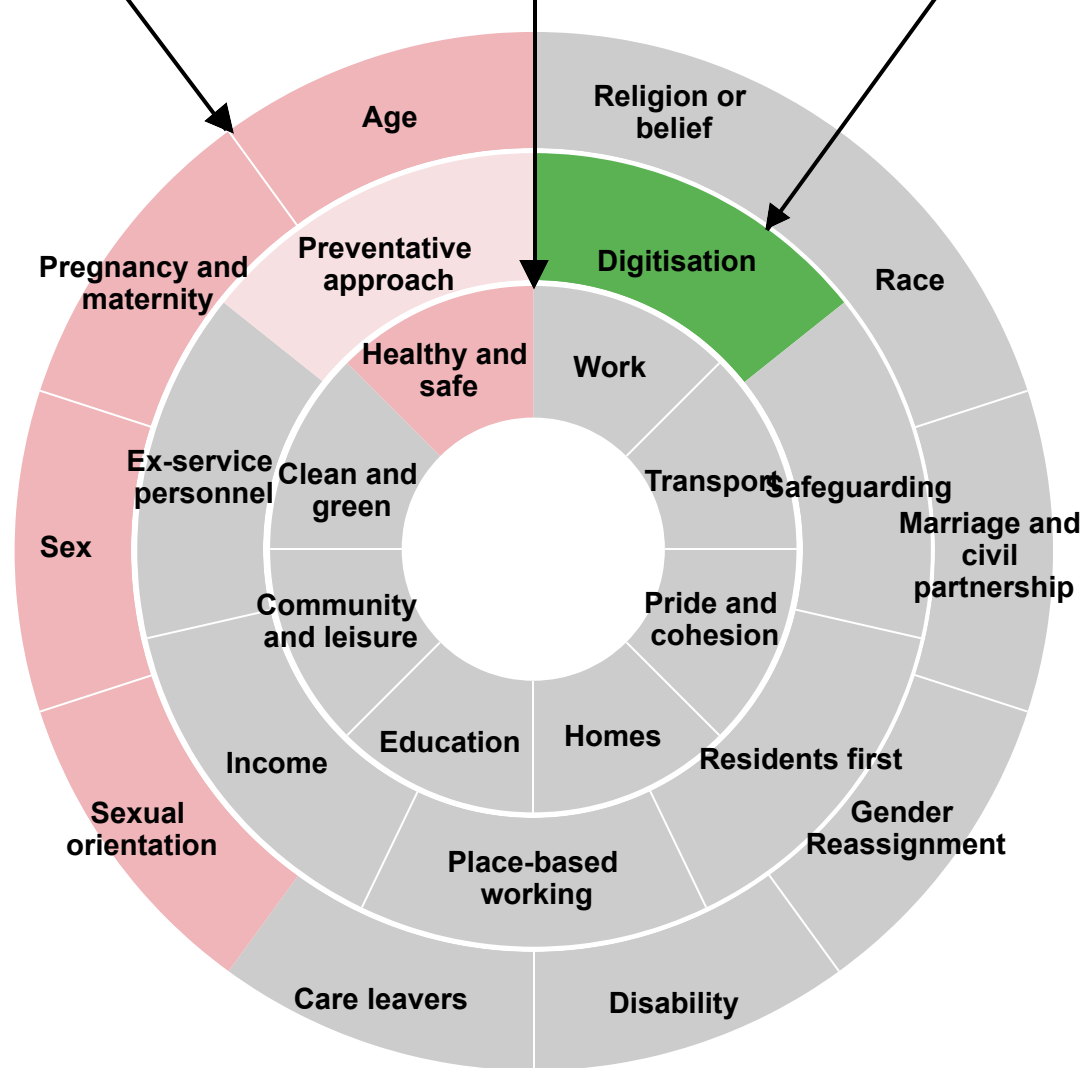 Religion or
belief
Age
Preventative
approach
Digitisation
Pregnancy and
maternity
Race
Healthy and
safe
Work
Ex-service
personnel
Clean and
green
Transport
Safeguarding
Marriage and
civil
partnership
Sex
Community
and leisure
Pride and
cohesion
Education
Homes
Income
Residents first
Sexual
orientation
Gender
Reassignment
Place-based
working
Care leavers
Disability